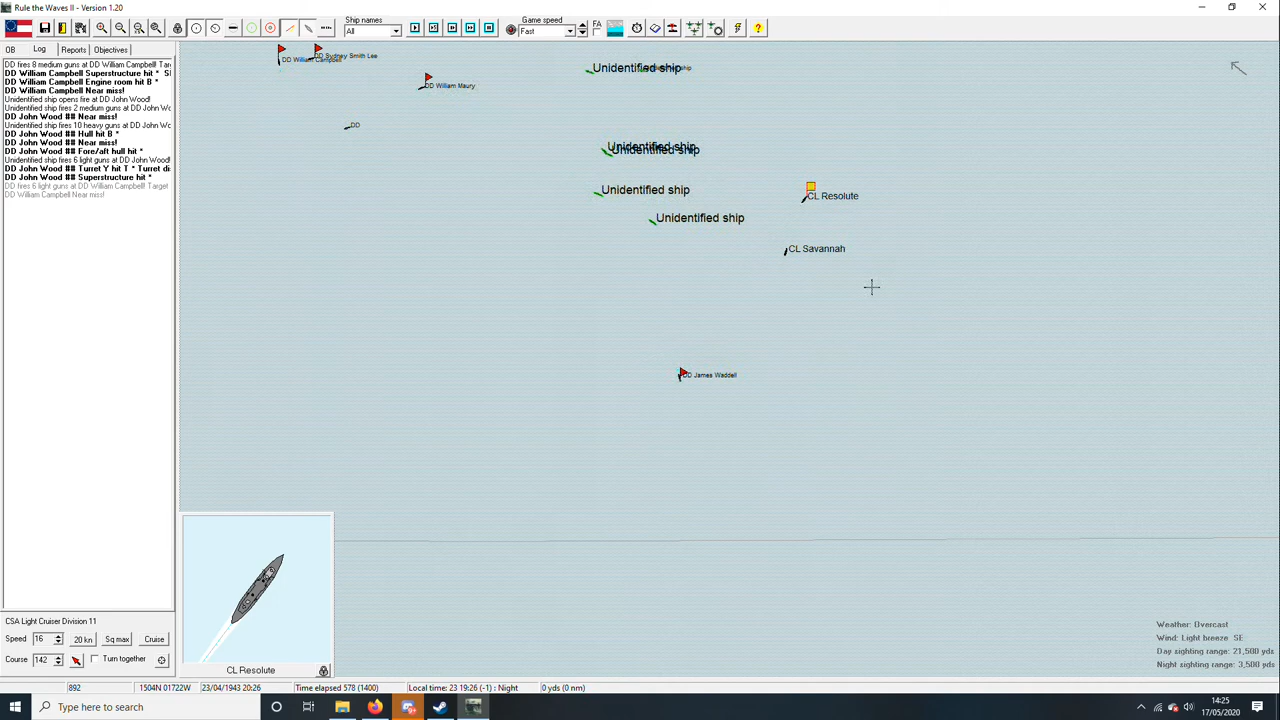 Rule the Waves II - Version 1.20
Ship names
All
Game speed
Fast
FA
OB
Log
Reports
Objectives
DD fires 8 medium guns at DD William Campbell! Targ
DD William Campbell Superstructure hit * S
DD William Campbell Engine room hit B *
DD William Campbell Near miss!
Unidentified ship opens fire at DD John Wood!
Unidentified ship fires 2 medium guns at DD John Wo
DD John Wood ## Near miss!
Unidentified ship fires 10 heavy guns at DD John Wo
DD John Wood ## Hull hit B *
DD John Wood ## Near miss!
DD John Wood ## Fore/aft hull hit *
Unidentified ship fires 6 light guns at DD John Wood!
DD John Wood ## Turret Y hit T * Turret di
DD John Wood ## Superstructure hit *
DD fires 6 light guns at DD William Campbell! Target
DD William Campbell Near miss!
DD William Campbell
DD Sydney Smith Lee
DD William Maury
DD
Unidentified ship
Unidentified ship
Unidentified ship
Unidentified ship
Unidentified ship
CL Resolute
CL Savannah
DD James Waddell
CL Resolute
CSA Light Cruiser Division 11
Speed 16 20 kn Sq max Cruise
Course 142 Turn together
Weather: Overcast
Wind: Light breeze SE
Day sighting range: 21,500 yds
Night sighting range: 3,500 yds
892 1504N 01722W 23/04/1943 20:26 Time elapsed 578 (1400) Local time: 23 19:26 (-1) : Night 0 yds (0 nm)
Type here to search
14:25
17/05/2020